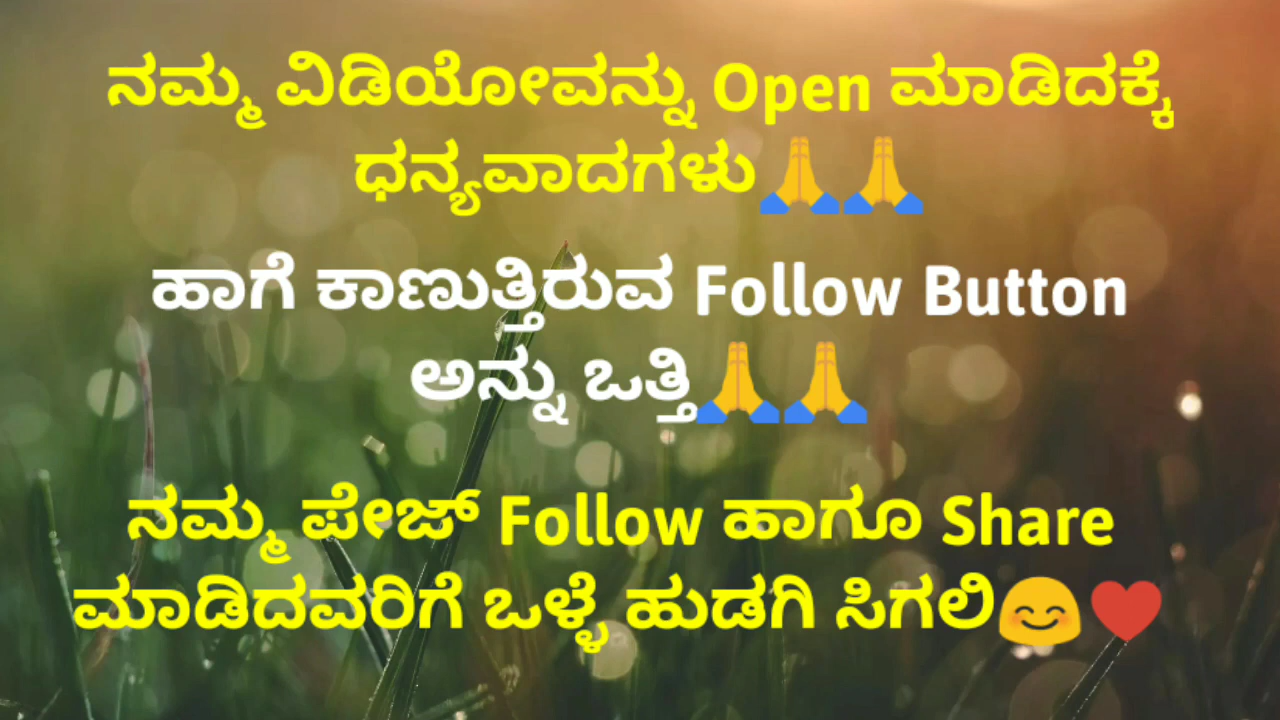 ನಮ್ಮ ವಿಡಿಯೋವನ್ನು Open ಮಾಡಿದಕ್ಕೆ
ಧನ್ಯವಾದಗಳು🙏🙏
ಹಾಗೆ ಕಾಣುತ್ತಿರುವ Follow Button
ಅನ್ನು ಒತ್ತಿ🙏🙏
ನಮ್ಮ ಪೇಜ್ Follow ಹಾಗೂ Share
ಮಾಡಿದವರಿಗೆ ಒಳ್ಳೆ ಹುಡಗಿ ಸಿಗಲಿ😊❤️